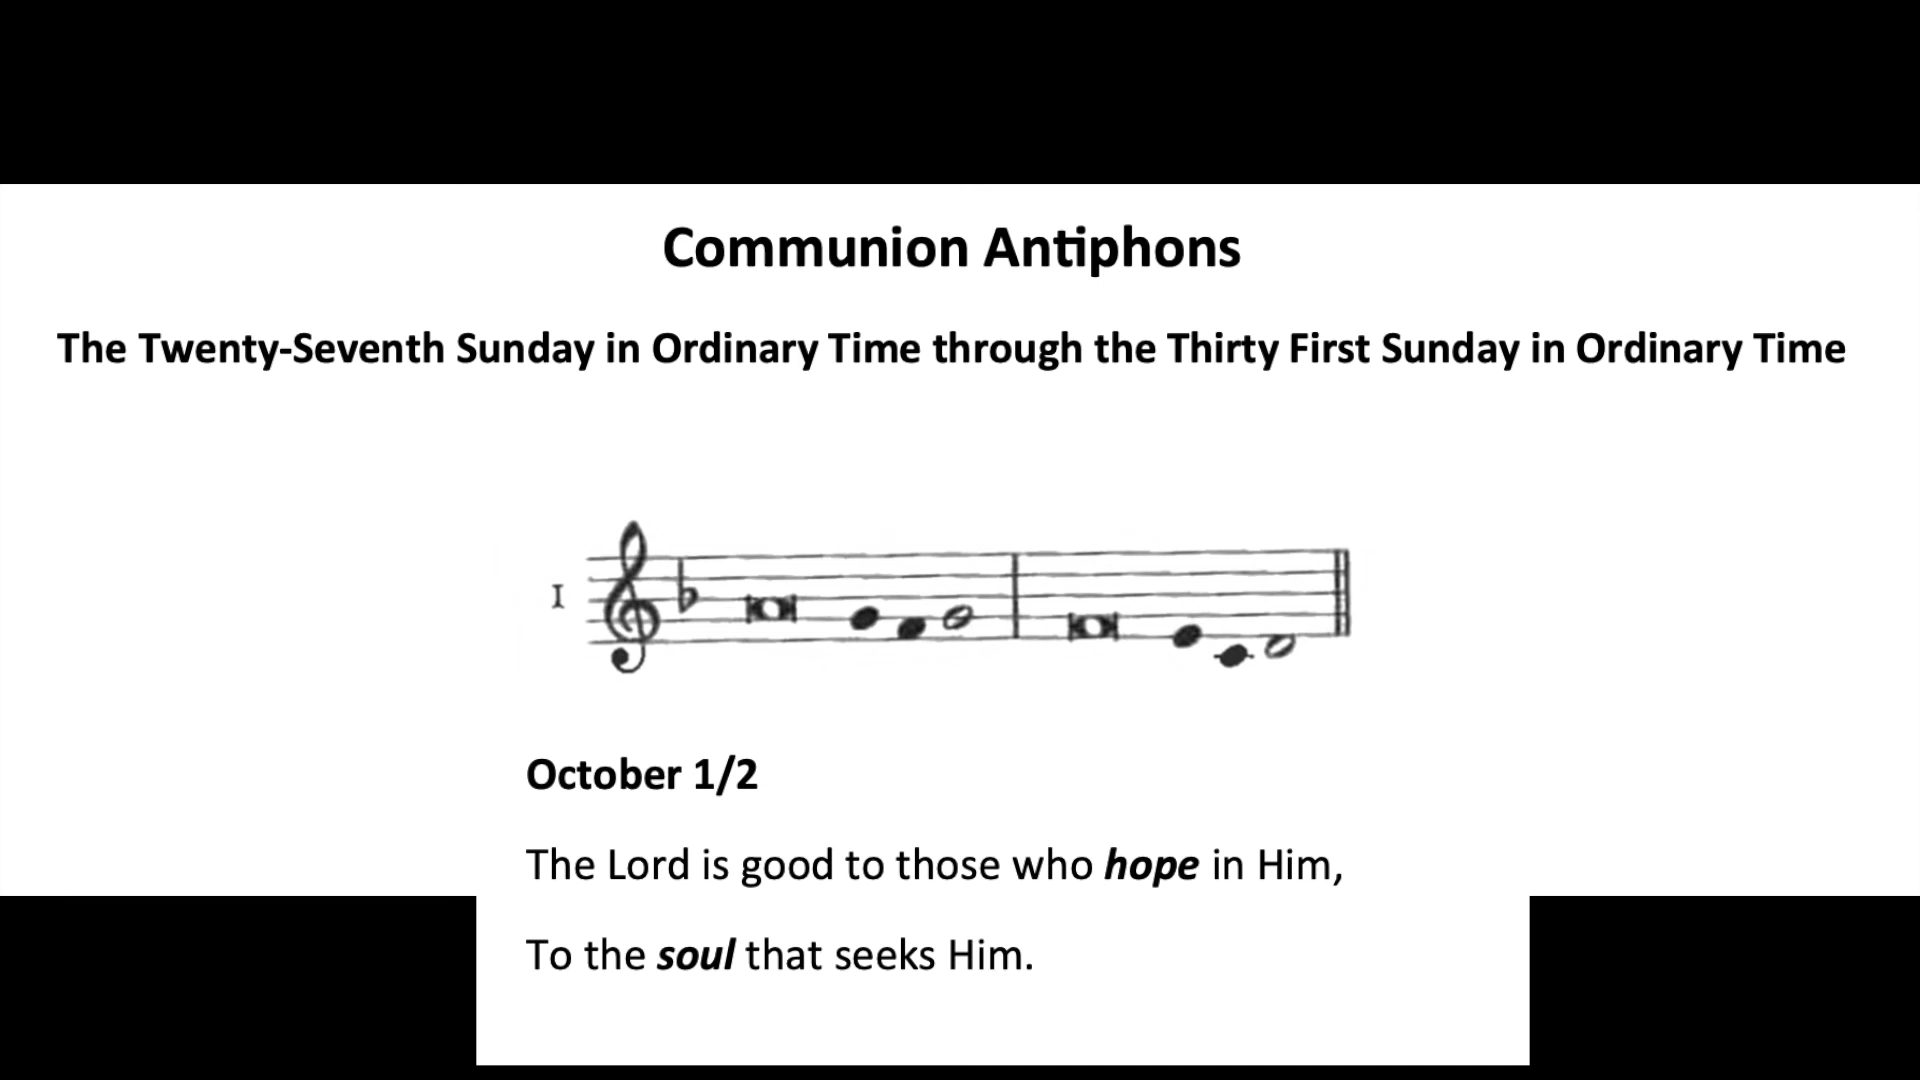 Communion Antiphons
The Twenty-Seventh Sunday in Ordinary Time through the Thirty First Sunday in Ordinary Time
I
October 1/2
The Lord is good to those who hope in Him,
To the soul that seeks Him.